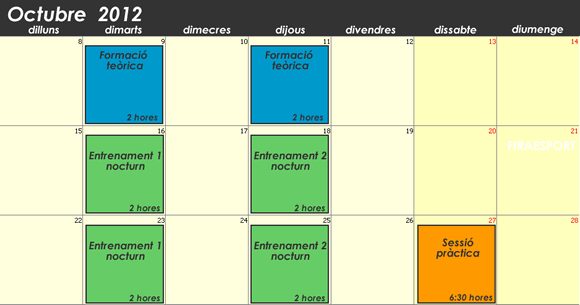 Octubre 2012
dilluns dimarts dimecres dijous divendres dissabte diumenge
8 9 10 11 12 13 14
Formació teòrica
2 hores
Formació teòrica
2 hores
15 16 17 18 19 20 21
Entrenament 1 nocturn
2 hores
Entrenament 2 nocturn
2 hores
FIRAESPORT
22 23 24 25 26 27 28
Entrenament 1 nocturn
2 hores
Entrenament 2 nocturn
2 hores
Sessió pràctica
6:30 hores